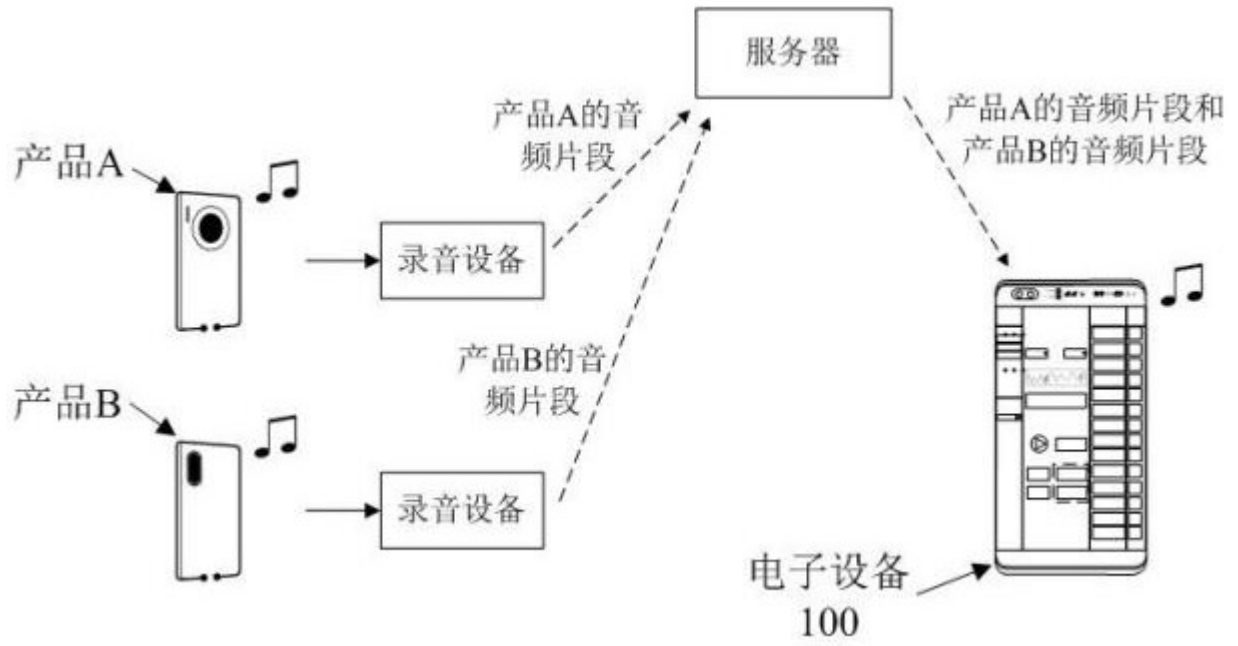 服务器
产品A的音
频片段
产品A的音频片段和
产品B的音频片段
产品A
录音设备
产品B的音
频片段
产品B
录音设备
电子设备
100